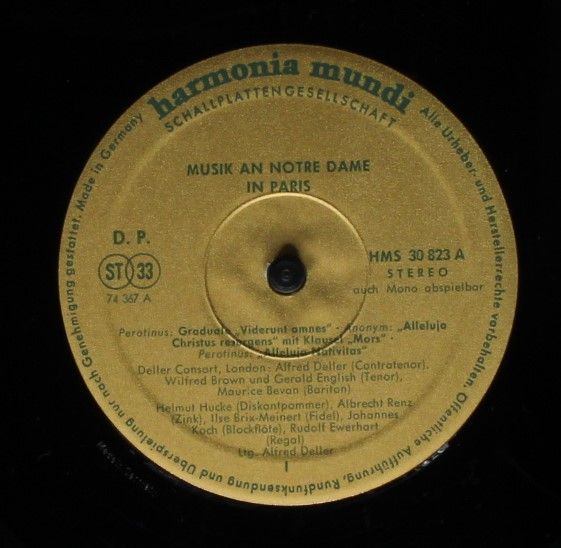 harmonia mundi
SCHALLPLATTENGESELLSCHAFT
MUSIK AN NOTRE DAME
IN PARIS
D. P.
ST 33
74 367 A
HMS 30 823 A
STEREO
auch Mono abspielbar
Perotinus: Graduale „Viderunt omnes" · Anonym: „Alleluja
Christus resurgens" mit Klausel „Mors" ·
Perotinus: „Alleluja Nativitas"
Deller Consort, London: Alfred Deller (Contratenor),
Wilfred Brown und Gerald English (Tenor),
Maurice Bevan (Bariton)
Helmut Hucke (Diskantpommer), Albrecht Renz
(Zink), Ilse Brix-Meinert (Fidel), Johannes
Koch (Blockflöte), Rudolf Ewerhart
(Regal)
Ltg. Alfred Deller
I
Alle Urheber- und Herstellerrechte vorbehalten. Öffentliche Aufführung, Rundfunksendung und Überspielung nur nach Genehmigung gestattet. Made in Germany